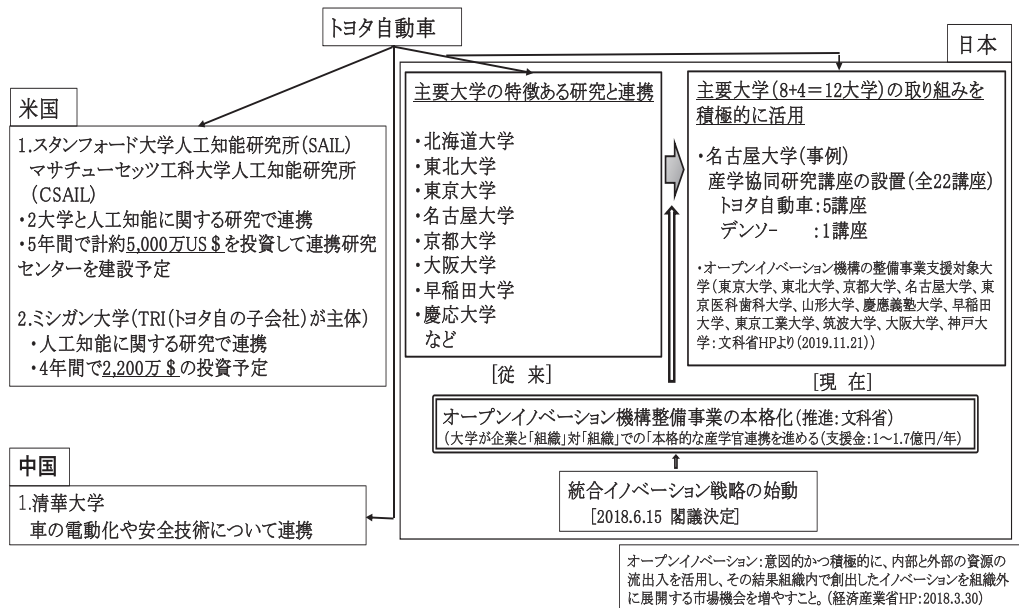 トヨタ自動車
日本
米国
1.スタンフォード大学人工知能研究所(SAIL)
マサチューセッツ工科大学人工知能研究所
(CSAIL)
・2大学と人工知能に関する研究で連携
・5年間で計約5,000万US＄を投資して連携研究
センターを建設予定
2.ミシガン大学(TRI(トヨタ自の子会社)が主体)
・人工知能に関する研究で連携
・4年間で2,200万＄の投資予定
中国
1.清華大学
車の電動化や安全技術について連携
主要大学の特徴ある研究と連携
・北海道大学
・東北大学
・東京大学
・名古屋大学
・京都大学
・大阪大学
・早稲田大学
・慶応大学
など
[従 来]
主要大学(8+4＝12大学)の取り組みを
積極的に活用
・名古屋大学(事例)
産学協同研究講座の設置(全22講座)
トヨタ自動車：5講座
デンソー　　：1講座
・オープンイノベーション機構の整備事業支援対象大
学(東京大学、東北大学、京都大学、名古屋大学、東
京医科歯科大学、山形大学、慶應義塾大学、早稲田
大学、東京工業大学、筑波大学、大阪大学、神戸大
学：文科省HPより(2019.11.21))
[現 在]
オープンイノベーション機構整備事業の本格化(推進：文科省)
(大学が企業と「組織」対「組織」での「本格的な産学官連携を進める(支援金：1～1.7億円/年)
統合イノベーション戦略の始動
[2018.6.15 閣議決定]
オープンイノベーション：意図的かつ積極的に、内部と外部の資源の
流出入を活用し、その結果組織内で創出したイノベーションを組織外
に展開する市場機会を増やすこと。(経済産業省HP：2018.3.30)